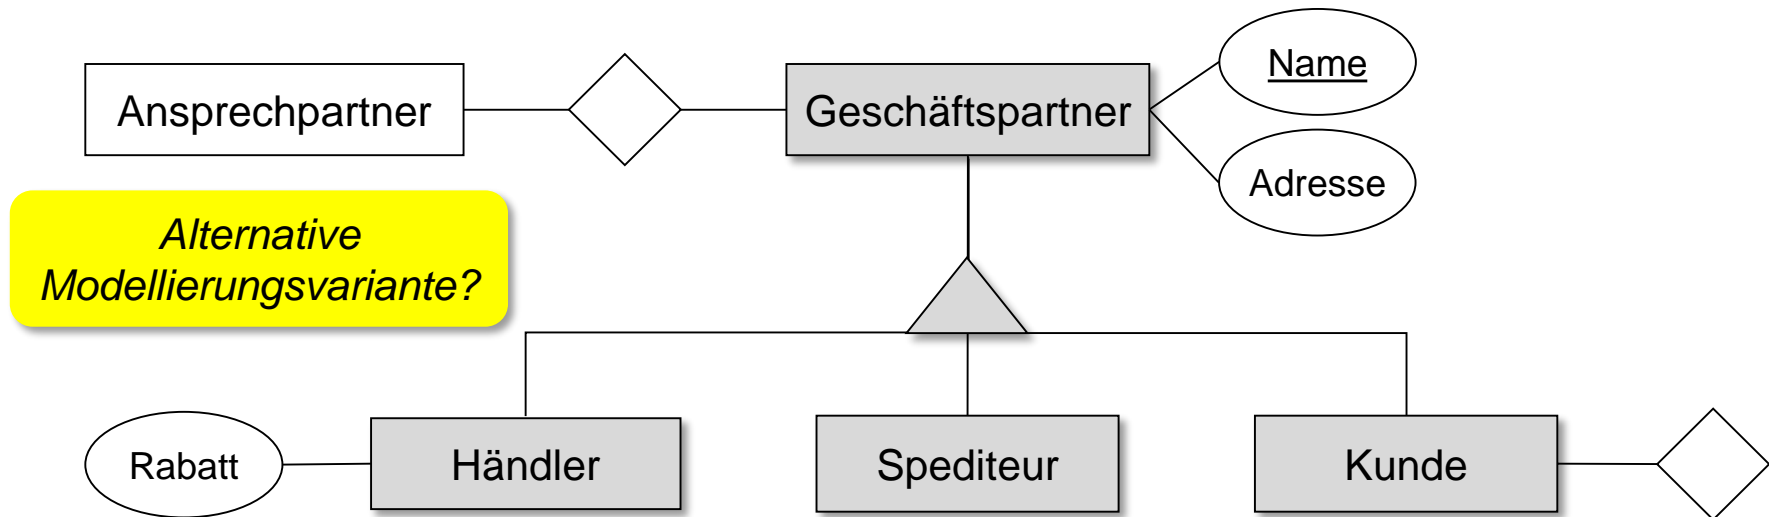 Name
Ansprechpartner
Geschäftspartner
Adresse
Alternative
Modellierungsvariante?
Rabatt
Händler
Spediteur
Kunde